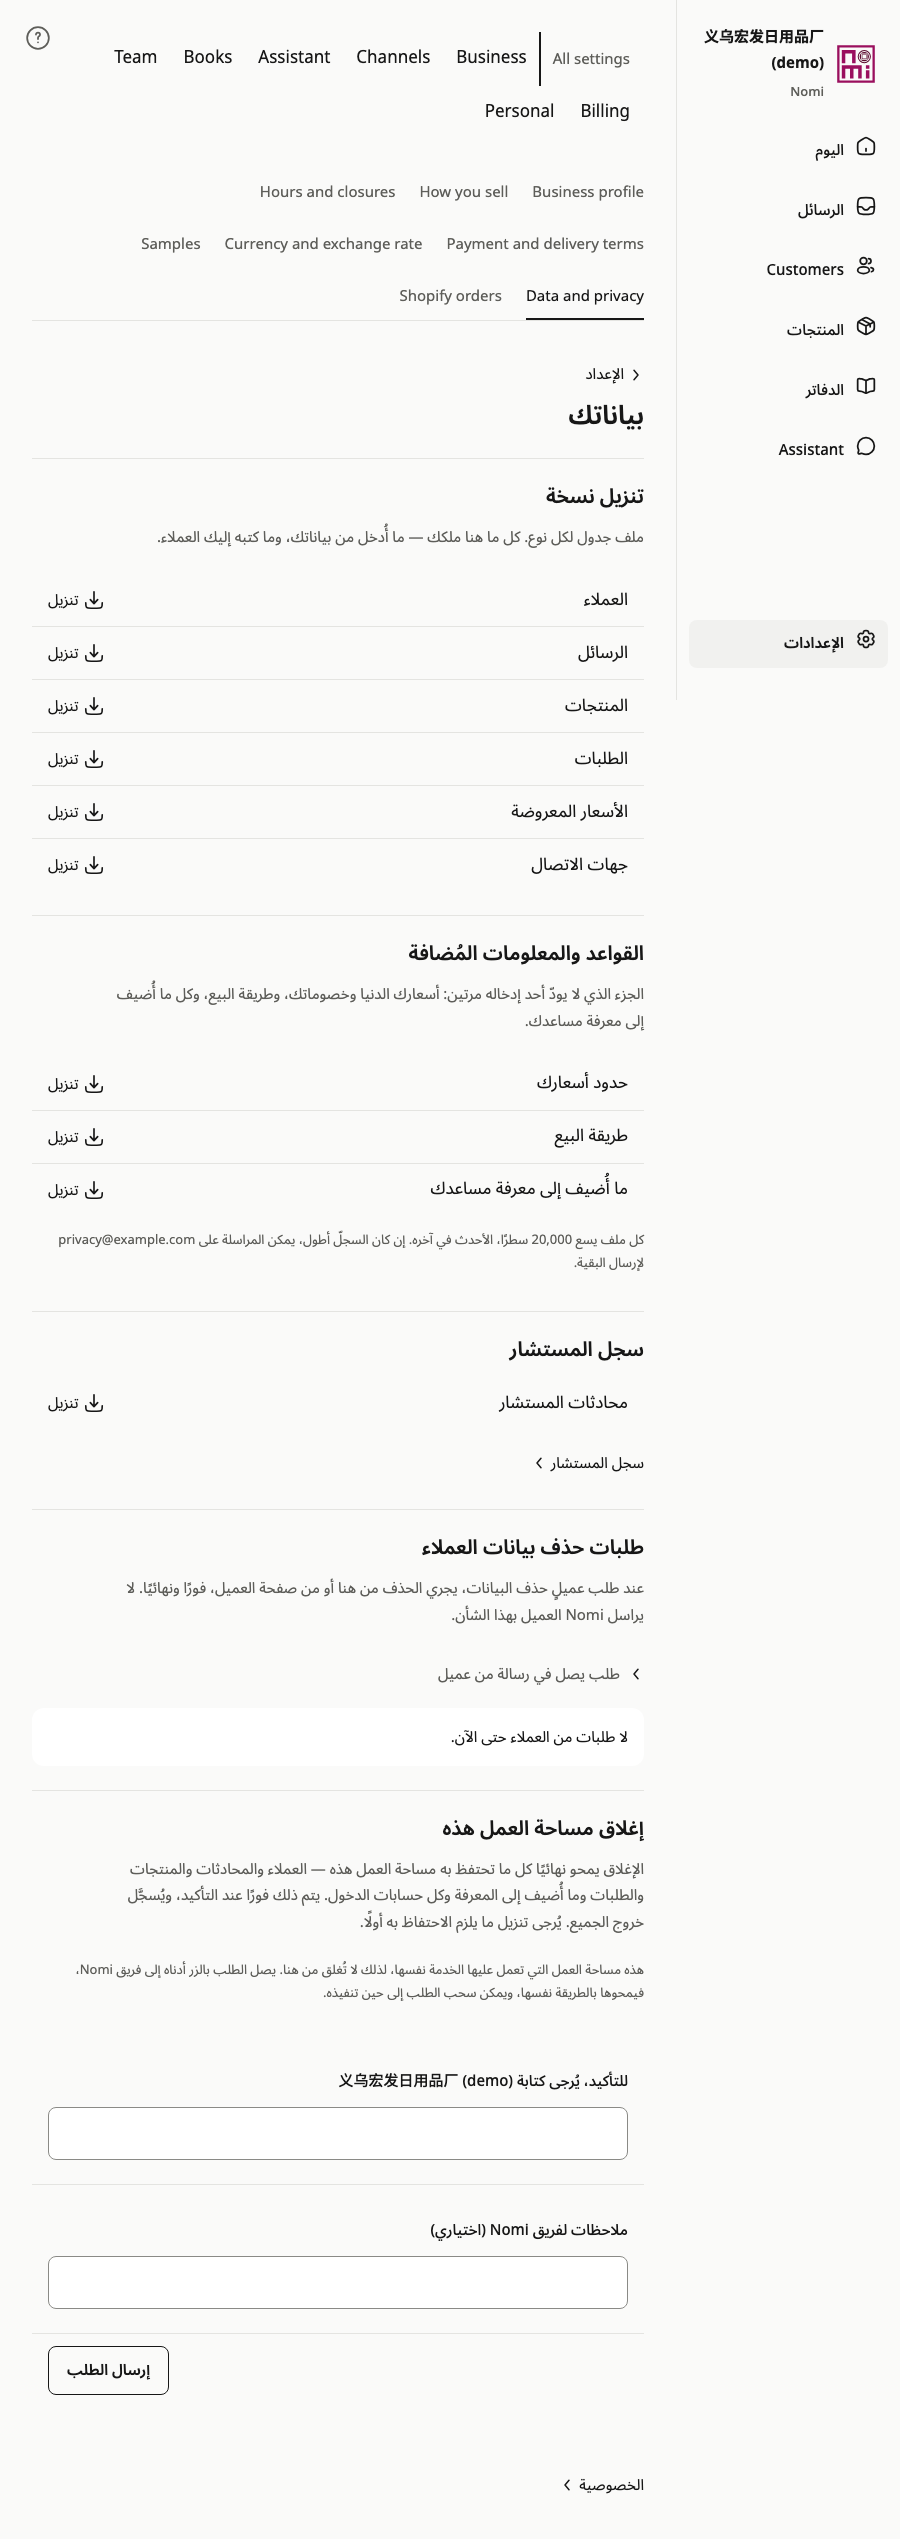 义乌宏发日用品厂
(demo)
Nomi
اليوم
الرسائل
Customers
المنتجات
الدفاتر
Assistant
الإعدادات
All settings
Business
Channels
Assistant
Books
Team
Billing
Personal
Business profile
How you sell
Hours and closures
Payment and delivery terms
Currency and exchange rate
Samples
Data and privacy
Shopify orders
الإعداد
بياناتك
تنزيل نسخة
ملف جدول لكل نوع. كل ما هنا ملكك — ما أُدخل من بياناتك، وما كتبه إليك العملاء.
العملاء
تنزيل
الرسائل
تنزيل
المنتجات
تنزيل
الطلبات
تنزيل
الأسعار المعروضة
تنزيل
جهات الاتصال
تنزيل
القواعد والمعلومات المُضافة
الجزء الذي لا يودّ أحد إدخاله مرتين: أسعارك الدنيا وخصوماتك، وطريقة البيع، وكل ما أُضيف
إلى معرفة مساعدك.
حدود أسعارك
تنزيل
طريقة البيع
تنزيل
ما أُضيف إلى معرفة مساعدك
تنزيل
كل ملف يسع 20,000 سطرًا، الأحدث في آخره. إن كان السجلّ أطول، يمكن المراسلة على privacy@example.com
لإرسال البقية.
سجل المستشار
محادثات المستشار
تنزيل
سجل المستشار
طلبات حذف بيانات العملاء
عند طلب عميلٍ حذف البيانات، يجري الحذف من هنا أو من صفحة العميل، فورًا ونهائيًا. لا
يراسل Nomi العميل بهذا الشأن.
طلب يصل في رسالة من عميل
لا طلبات من العملاء حتى الآن.
إغلاق مساحة العمل هذه
الإغلاق يمحو نهائيًا كل ما تحتفظ به مساحة العمل هذه — العملاء والمحادثات والمنتجات
والطلبات وما أُضيف إلى المعرفة وكل حسابات الدخول. يتم ذلك فورًا عند التأكيد، ويُسجَّل
خروج الجميع. يُرجى تنزيل ما يلزم الاحتفاظ به أولًا.
هذه مساحة العمل التي تعمل عليها الخدمة نفسها، لذلك لا تُغلق من هنا. يصل الطلب بالزر أدناه إلى فريق Nomi،
فيمحوها بالطريقة نفسها، ويمكن سحب الطلب إلى حين تنفيذه.
للتأكيد، يُرجى كتابة 义乌宏发日用品厂 (demo)
ملاحظات لفريق Nomi (اختياري)
إرسال الطلب
الخصوصية